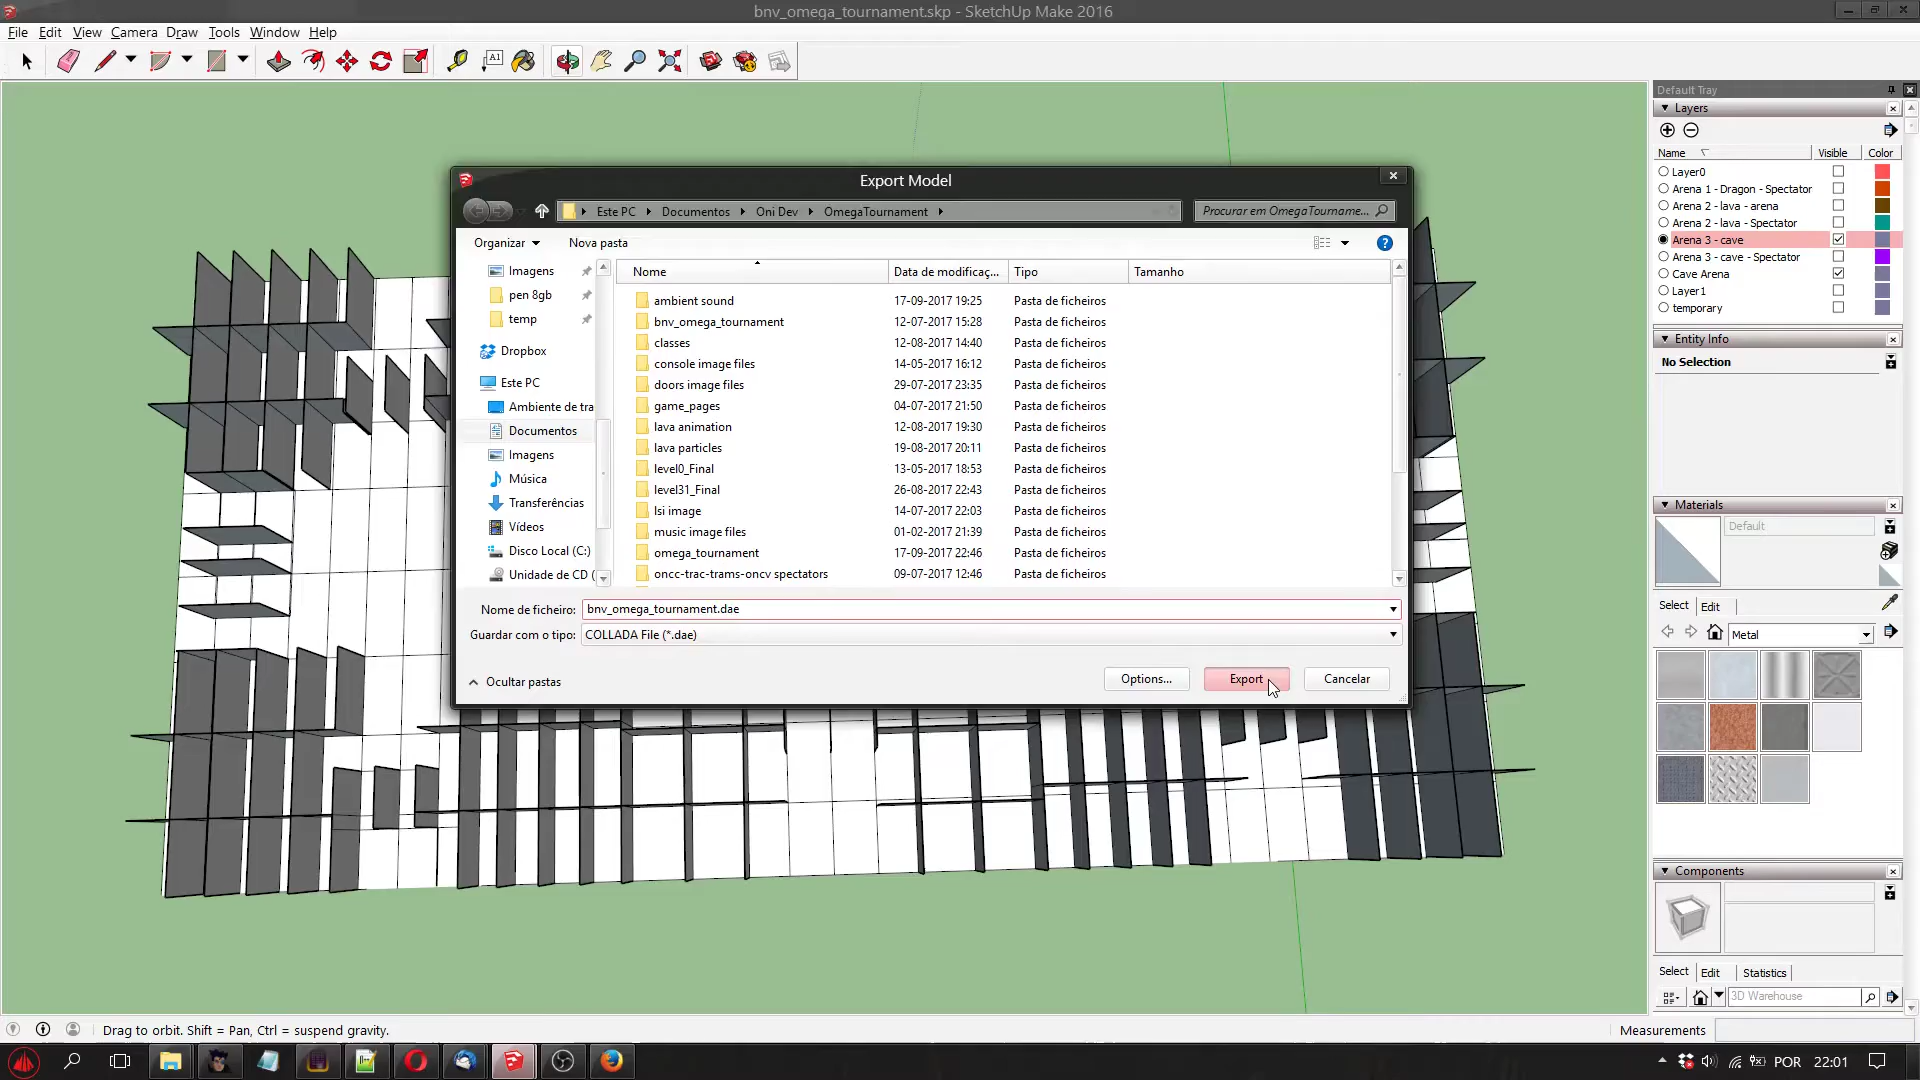 bnv_omega_tournament.skp - SketchUp Make 2016
File Edit View Camera Draw Tools Window Help
A1
Default Tray
Layers
Name Visible Color
Layer0
Arena 1 - Dragon - Spectator
Arena 2 - lava - arena
Arena 2 - lava - Spectator
Arena 3 - cave
Arena 3 - cave - Spectator
Cave Arena
Layer1
temporary
Entity Info
No Selection
Materials
Default
Select Edit
Metal
Components
Select Edit Statistics
3D Warehouse
Export Model
Este PC Documentos Oni Dev OmegaTournament
Procurar em OmegaTourname...
Organizar Nova pasta
Imagens
pen 8gb
temp
Dropbox
Este PC
Ambiente de tra
Documentos
Imagens
Música
Transferências
Vídeos
Disco Local (C:)
Unidade de CD (
Nome Data de modificaç... Tipo Tamanho
ambient sound 17-09-2017 19:25 Pasta de ficheiros
bnv_omega_tournament 12-07-2017 15:28 Pasta de ficheiros
classes 12-08-2017 14:40 Pasta de ficheiros
console image files 14-05-2017 16:12 Pasta de ficheiros
doors image files 29-07-2017 23:35 Pasta de ficheiros
game_pages 04-07-2017 21:50 Pasta de ficheiros
lava animation 12-08-2017 19:30 Pasta de ficheiros
lava particles 19-08-2017 20:11 Pasta de ficheiros
level0_Final 13-05-2017 18:53 Pasta de ficheiros
level31_Final 26-08-2017 22:43 Pasta de ficheiros
lsi image 14-07-2017 22:03 Pasta de ficheiros
music image files 01-02-2017 21:39 Pasta de ficheiros
omega_tournament 17-09-2017 22:46 Pasta de ficheiros
oncc-trac-trams-oncv spectators 09-07-2017 12:46 Pasta de ficheiros
Nome de ficheiro: bnv_omega_tournament.dae
Guardar com o tipo: COLLADA File (*.dae)
Ocultar pastas
Options... Export Cancelar
Drag to orbit. Shift = Pan, Ctrl = suspend gravity.
Measurements
POR 22:01